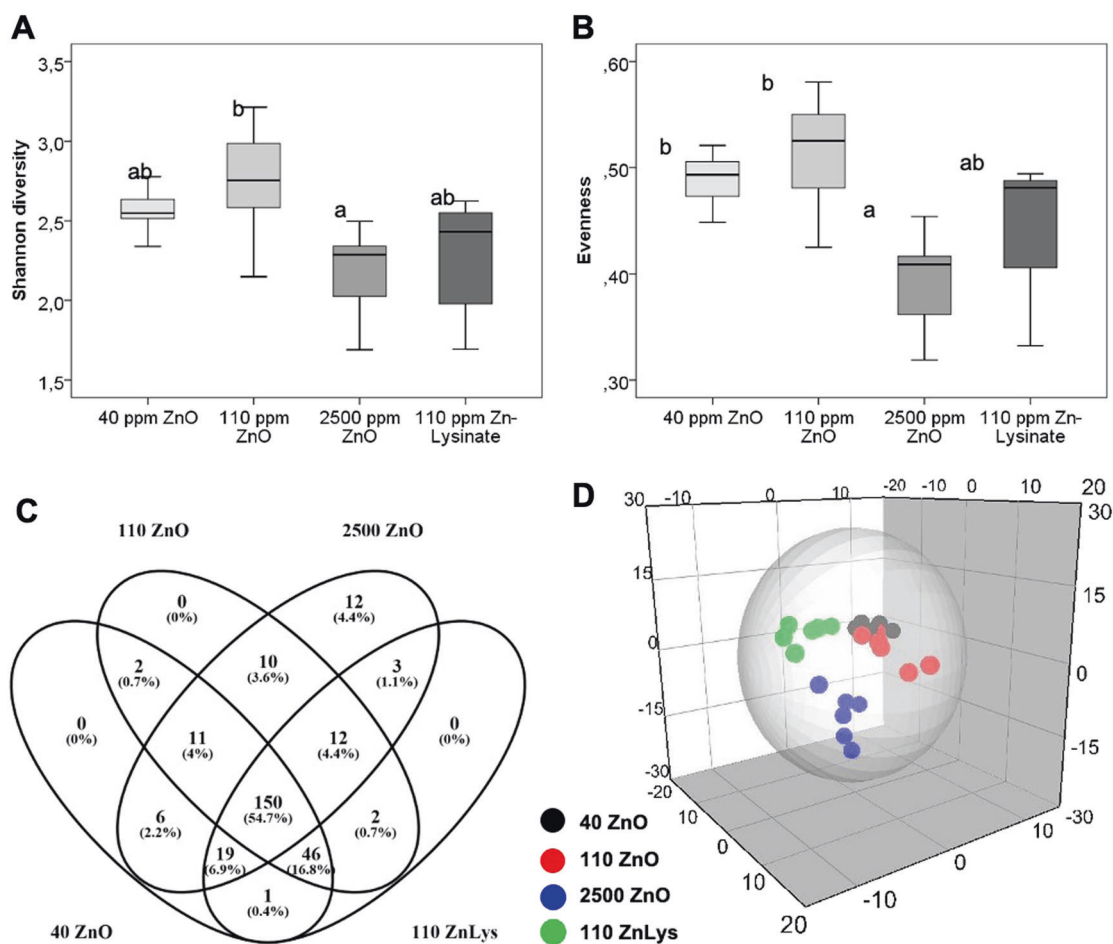 A
3,5
3,0
2,5
2,0
1,5
Shannon diversity
ab
b
a
ab
40 ppm ZnO
110 ppm
ZnO
2500 ppm
ZnO
110 ppm Zn-
Lysinate
B
,60
,50
,40
,30
Evenness
b
b
a
ab
40 ppm ZnO
110 ppm
ZnO
2500 ppm
ZnO
110 ppm Zn-
Lysinate
C
110 ZnO
2500 ZnO
0
(0%)
12
(4.4%)
2
(0.7%)
10
(3.6%)
3
(1.1%)
0
(0%)
11
(4%)
12
(4.4%)
0
(0%)
150
(54.7%)
6
(2.2%)
2
(0.7%)
19
(6.9%)
46
(16.8%)
1
(0.4%)
40 ZnO
110 ZnLys
D
30
-10
0
10
-20
-10
0
10
20
30
15
0
-15
-30
15
0
-15
-30
-20
10
0
10
20
-10
0
10
40 ZnO
110 ZnO
2500 ZnO
110 ZnLys